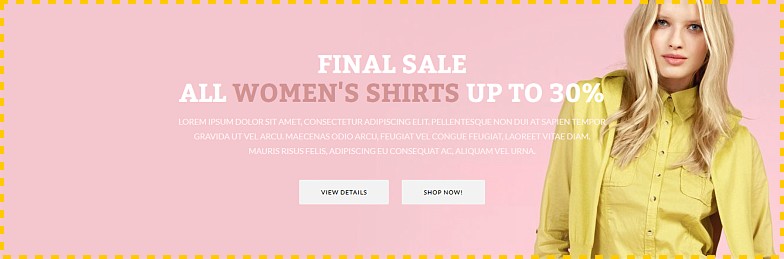 FINAL SALE
ALL WOMEN'S SHIRTS UP TO 30%
LOREM IPSUM DOLOR SIT AMET, CONSECTETUR ADIPISCING ELIT. PELLENTESQUE NON DUI AT SAPIEN TEMPOR
GRAVIDA UT VEL ARCU. MAECENAS ODIO ARCU, FEUGIAT VEL CONGUE FEUGIAT, LAOREET VITAE DIAM.
MAURIS RISUS FELIS, ADIPISCING EU CONSEQUAT AC, ALIQUAM VEL URNA.
VIEW DETAILS SHOP NOW!